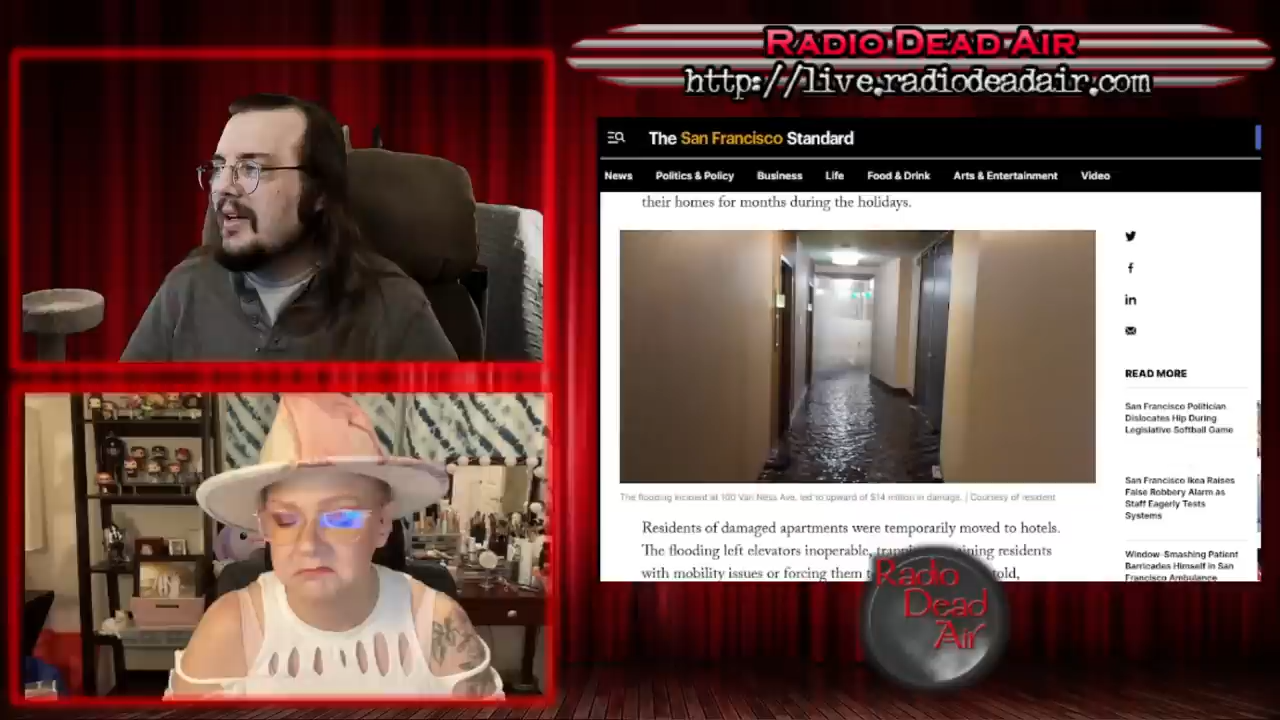 RADIO DEAD AIR
http://live.radiodeadair.com
The San Francisco Standard
News Politics & Policy Business Life Food & Drink Arts & Entertainment Video
their homes for months during the holidays.
The flooding incident at 100 Van Ness Ave. led to upward of $14 million in damage. | Courtesy of resident
Residents of damaged apartments were temporarily moved to hotels.
The flooding left elevators inoperable, residents
with mobility issues or forcing them told,
READ MORE
San Francisco Politician
Dislocates Hip During
Legislative Softball Game
San Francisco Ikea Raises
False Robbery Alarm as
Staff Eagerly Tests
Systems
Window-Smashing Patient
Barricades Himself in San
Francisco Ambulance
Radio
Dead
Air